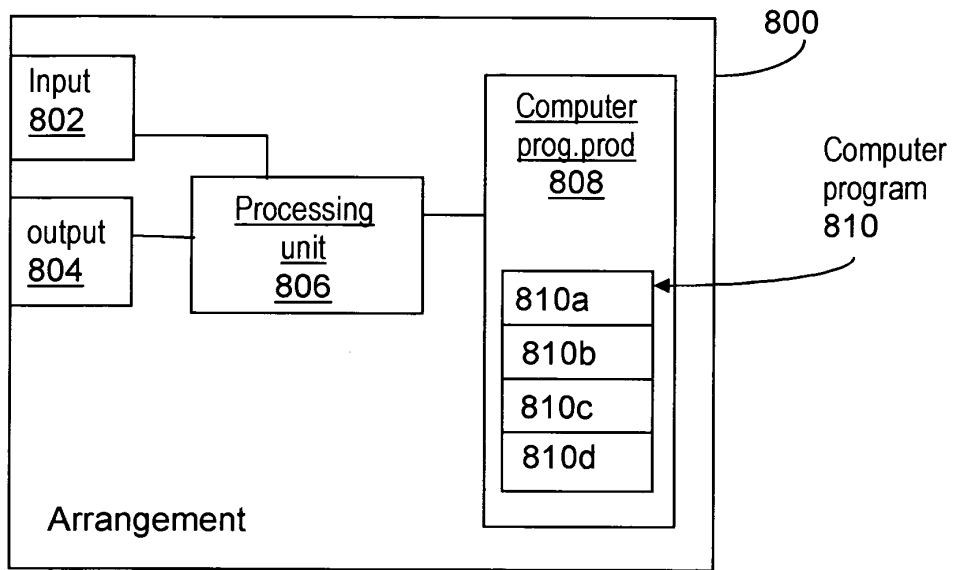 800
Input
802
output
804
Processing
unit
806
Computer
prog.prod
808
Computer
program
810
810a
810b
810c
810d
Arrangement